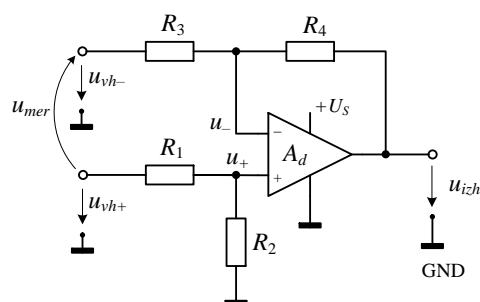 R3
R4
uvh–
umer
u–
+US
–
Ad
R1
u+
+
uvh+
uizh
R2
GND